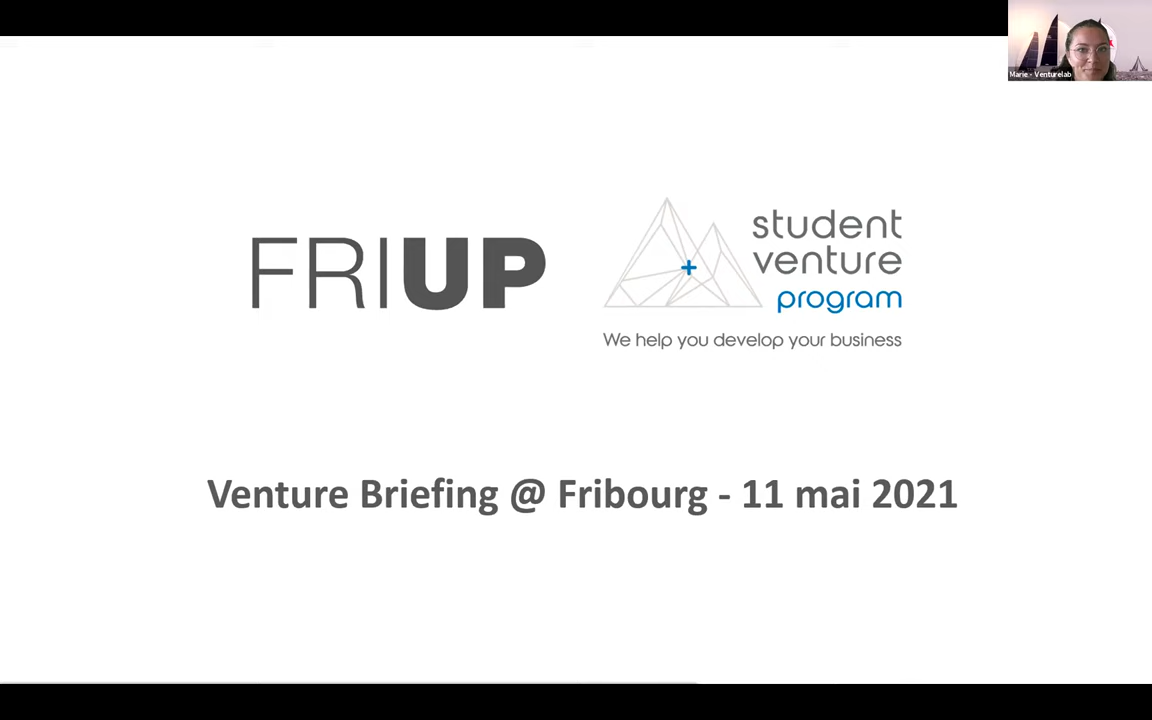 Marie - Venturelab
FRIUP
student
venture
program
We help you develop your business
Venture Briefing @ Fribourg - 11 mai 2021